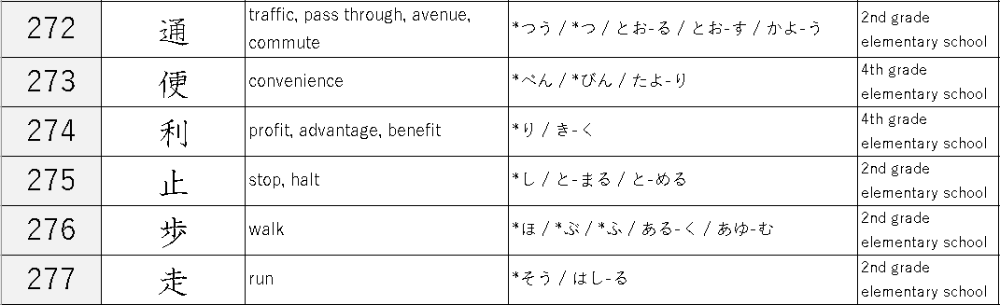 272 通 traffic, pass through, avenue, commute *つう / *つ / とお-る / とお-す / かよ-う 2nd grade elementary school
273 便 convenience *べん / *びん / たよ-り 4th grade elementary school
274 利 profit, advantage, benefit *り / き-く 4th grade elementary school
275 止 stop, halt *し / と-まる / と-める 2nd grade elementary school
276 歩 walk *ほ / *ぶ / *ふ / ある-く / あゆ-む 2nd grade elementary school
277 走 run *そう / はし-る 2nd grade elementary school